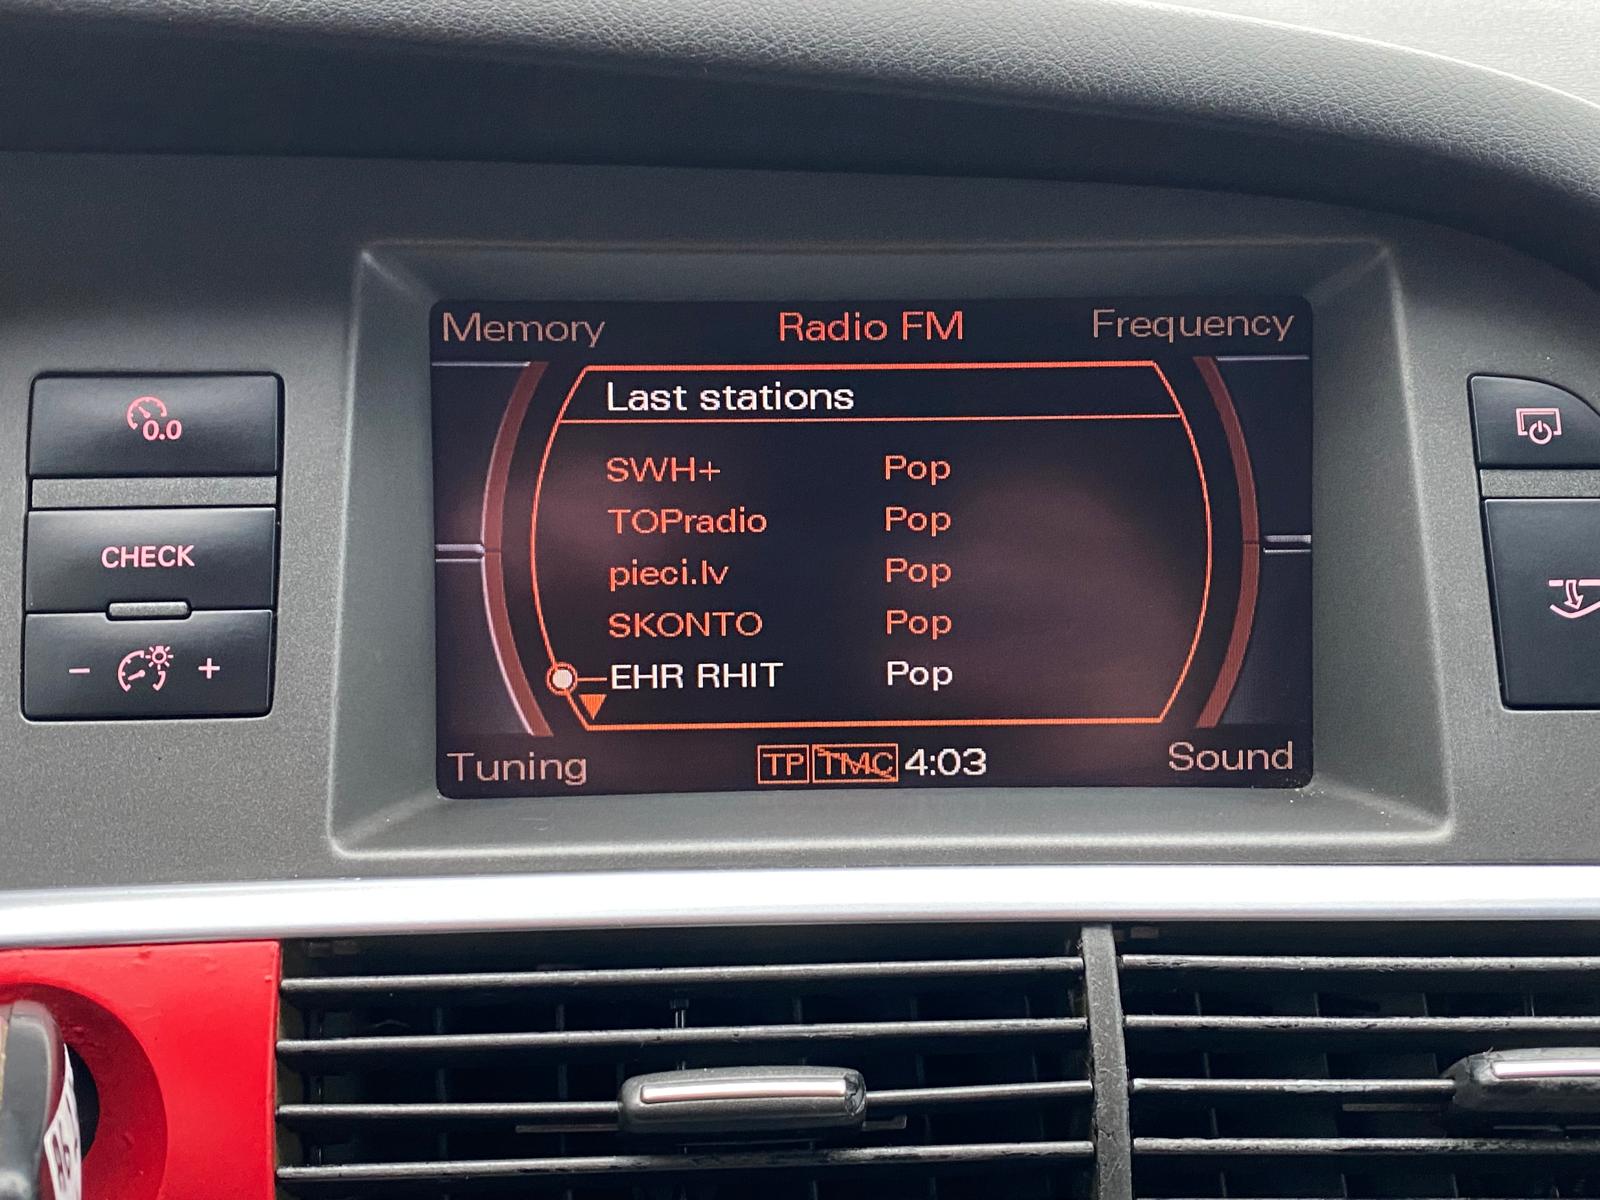 Memory Radio FM Frequency
Last stations
SWH+ Pop
TOPradio Pop
pieci.lv Pop
SKONTO Pop
EHR RHIT Pop
Tuning TP TMC 4:03 Sound
0.0
CHECK
- +